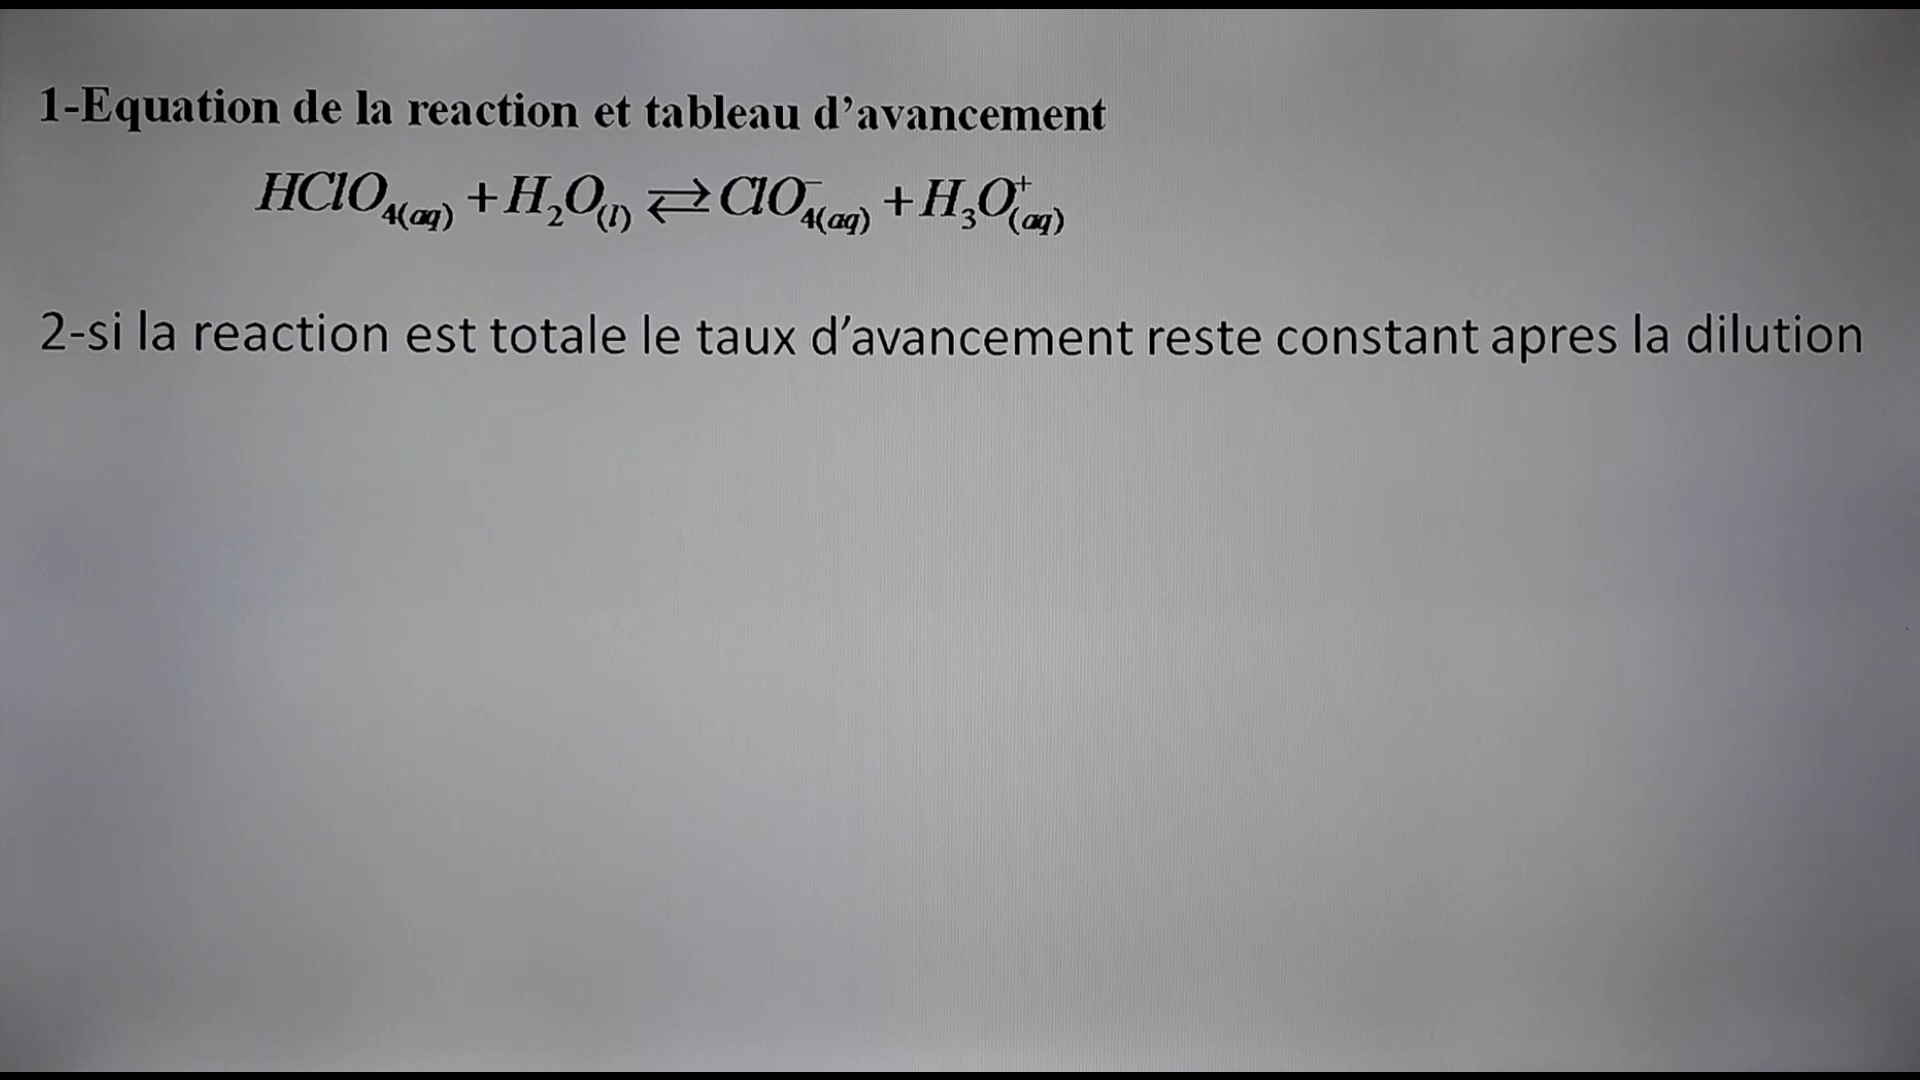 1-Equation de la reaction et tableau d’avancement
HClO₄₍aq₎ + H₂O₍l₎ ⇄ ClO₄⁻₍aq₎ + H₃O⁺₍aq₎
2-si la reaction est totale le taux d’avancement reste constant apres la dilution